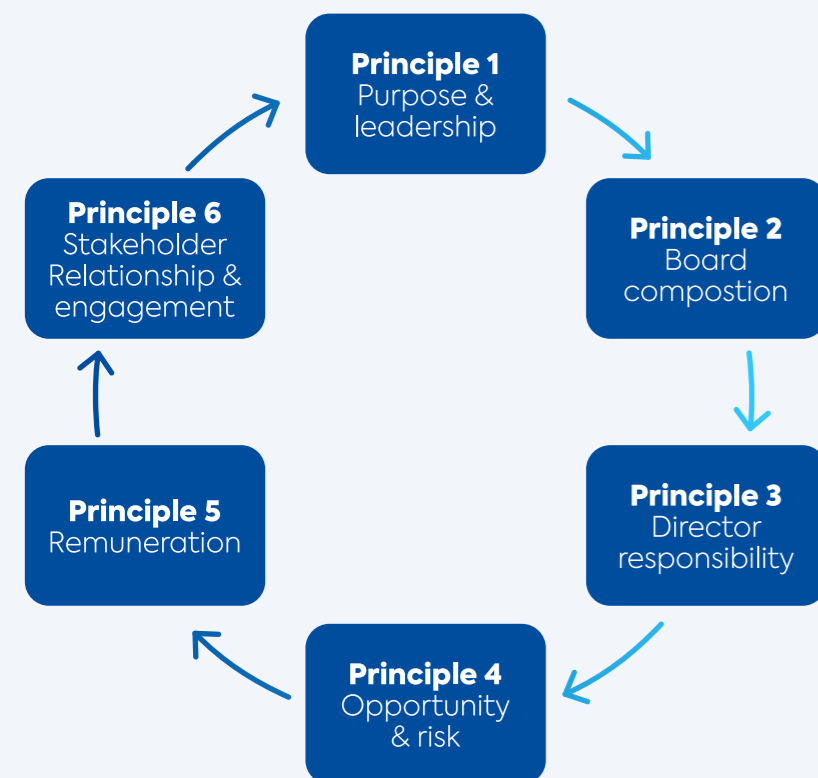 Principle 1
Purpose &
leadership
Principle 2
Board
compostion
Principle 3
Director
responsibility
Principle 4
Opportunity
& risk
Principle 5
Remuneration
Principle 6
Stakeholder
Relationship &
engagement